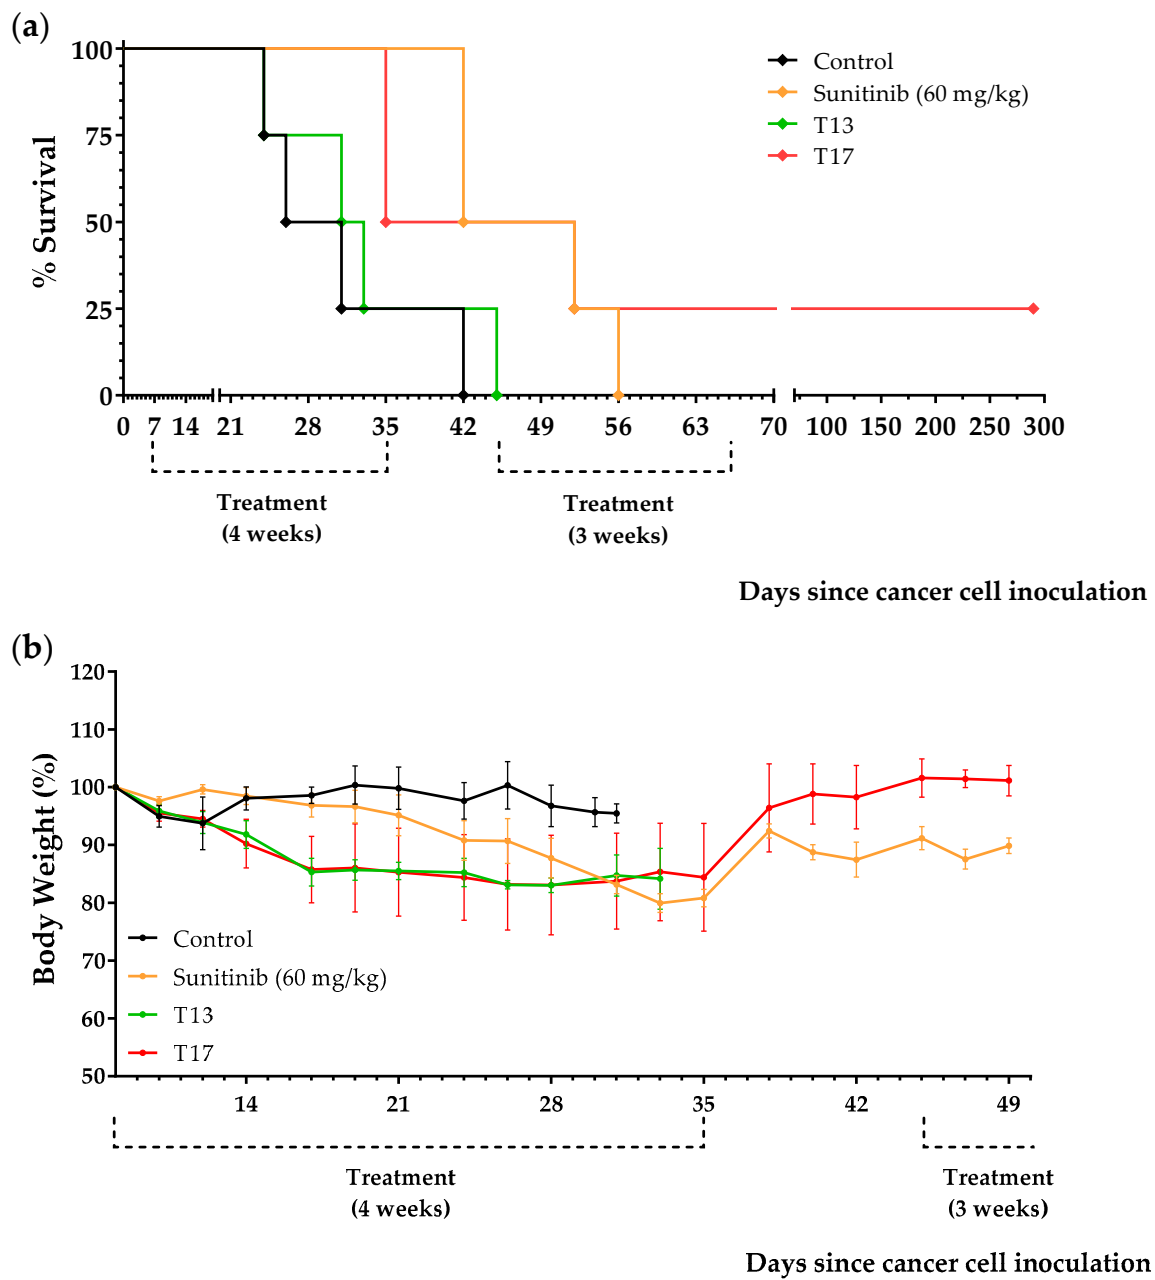 (a)
100
75
50
25
0
% Survival
Control
Sunitinib (60 mg/kg)
T13
T17
0 7 14 21 28 35 42 49 56 63 70 100 150 200 250 300
Treatment
(4 weeks)
Treatment
(3 weeks)
Days since cancer cell inoculation
(b)
120
110
100
90
80
70
60
50
Body Weight (%)
Control
Sunitinib (60 mg/kg)
T13
T17
14 21 28 35 42 49
Treatment
(4 weeks)
Treatment
(3 weeks)
Days since cancer cell inoculation